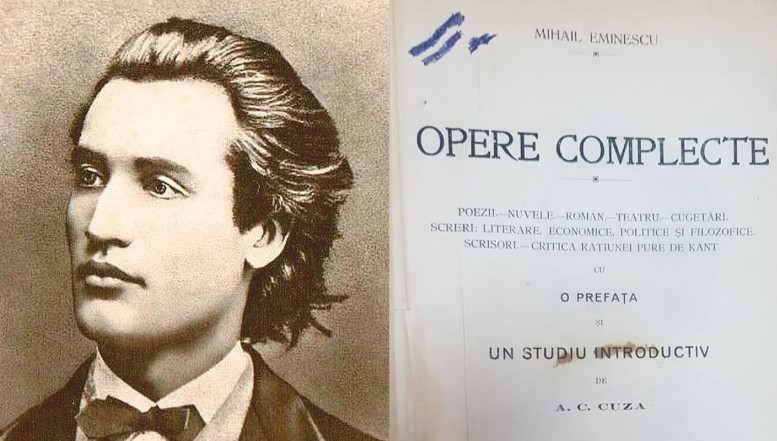 MIHAIL EMINESCU
OPERE COMPLECTE
POEZII.—NUVELE.—ROMAN.—TEATRU.—CUGETĂRI.
SCRERI: LITERARE, ECONOMICE, POLITICE ȘI FILOZOFICE.
SCRISORI.—CRITICA RAȚIUNEI PURE DE KANT
CU
O PREFAȚA
ȘI
UN STUDIU INTRODUCTIV
DE
A. C. CUZA